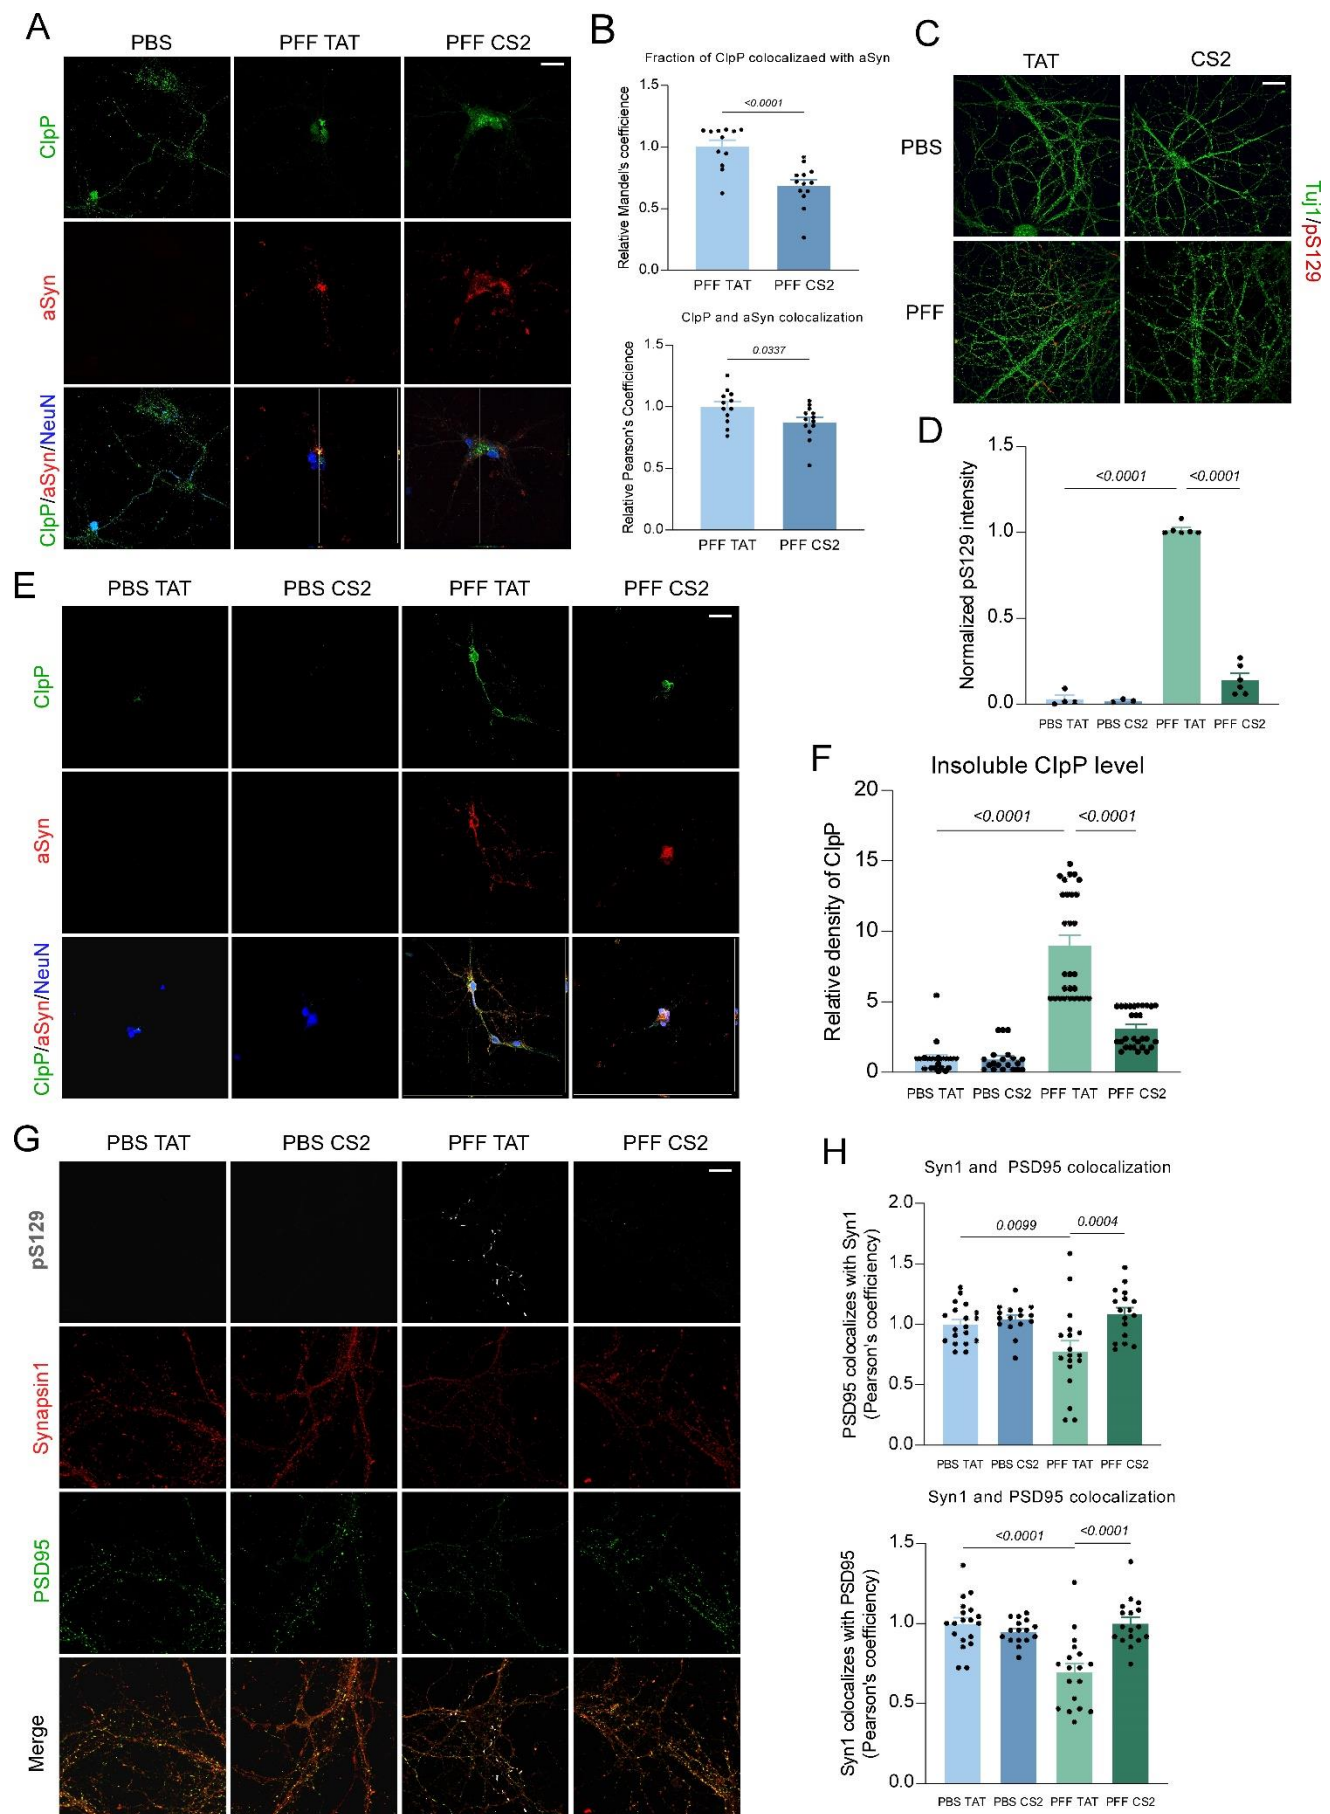 A
PBS
PFF TAT
PFF CS2
ClpP
aSyn
ClpP/aSyn/NeuN
B
Fraction of ClpP colocalizaed with aSyn
Relative Mandel's coefficience
1.5
1.0
0.5
0.0
<0.0001
PFF TAT
PFF CS2
ClpP and aSyn colocalization
Relative Pearson's Coefficience
1.5
1.0
0.5
0.0
0.0337
PFF TAT
PFF CS2
C
TAT
CS2
PBS
PFF
Tuj1/pS129
D
Normalized pS129 intensity
1.5
1.0
0.5
0.0
<0.0001
<0.0001
PBS TAT
PBS CS2
PFF TAT
PFF CS2
E
PBS TAT
PBS CS2
PFF TAT
PFF CS2
ClpP
aSyn
ClpP/aSyn/NeuN
F
Insoluble ClpP level
Relative density of ClpP
20
15
10
5
0
<0.0001
<0.0001
PBS TAT
PBS CS2
PFF TAT
PFF CS2
G
PBS TAT
PBS CS2
PFF TAT
PFF CS2
pS129
Synapsin1
PSD95
Merge
H
Syn1 and PSD95 colocalization
PSD95 colocalizes with Syn1
(Pearson's coefficiency)
2.0
1.5
1.0
0.5
0.0
0.0099
0.0004
PBS TAT
PBS CS2
PFF TAT
PFF CS2
Syn1 and PSD95 colocalization
Syn1 colocalizes with PSD95
(Pearson's coefficiency)
1.5
1.0
0.5
0.0
<0.0001
<0.0001
PBS TAT
PBS CS2
PFF TAT
PFF CS2